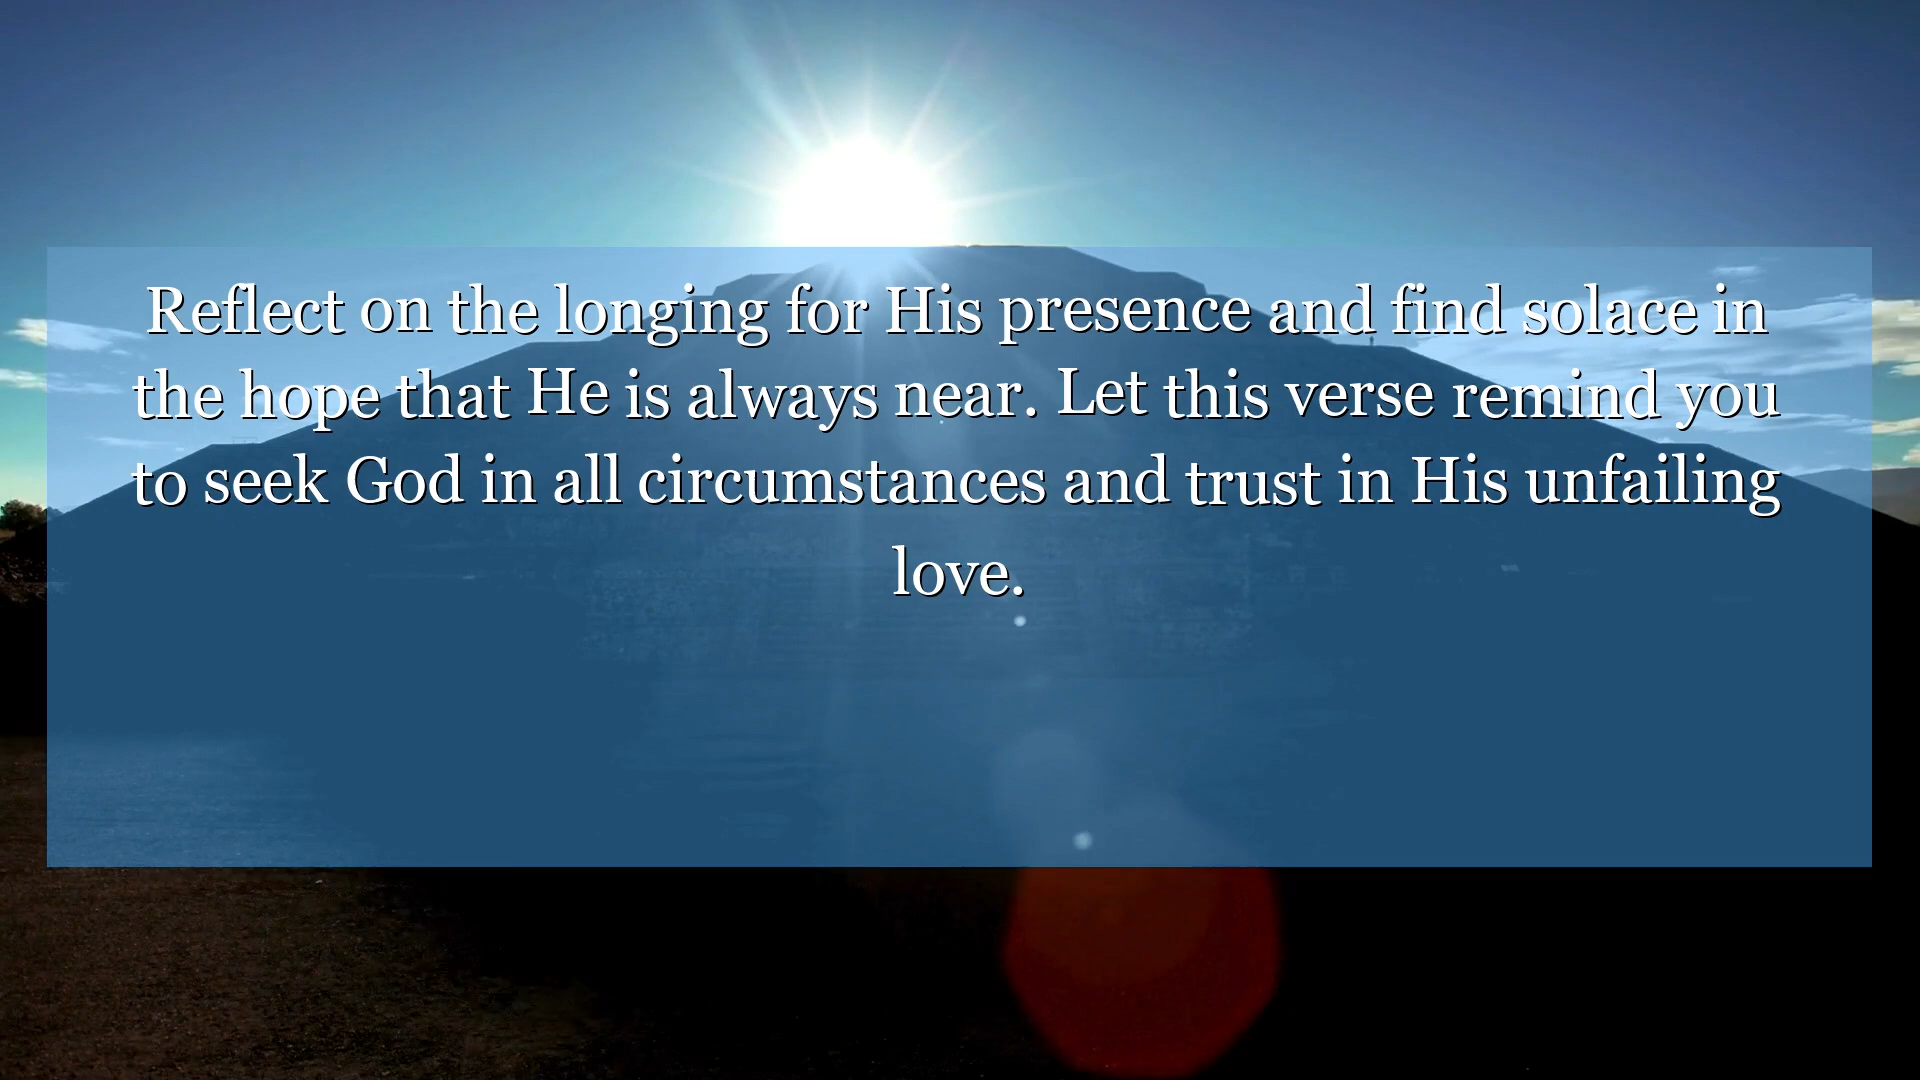 Reflect on the longing for His presence and find solace in
the hope that He is always near. Let this verse remind you
to seek God in all circumstances and trust in His unfailing
love.